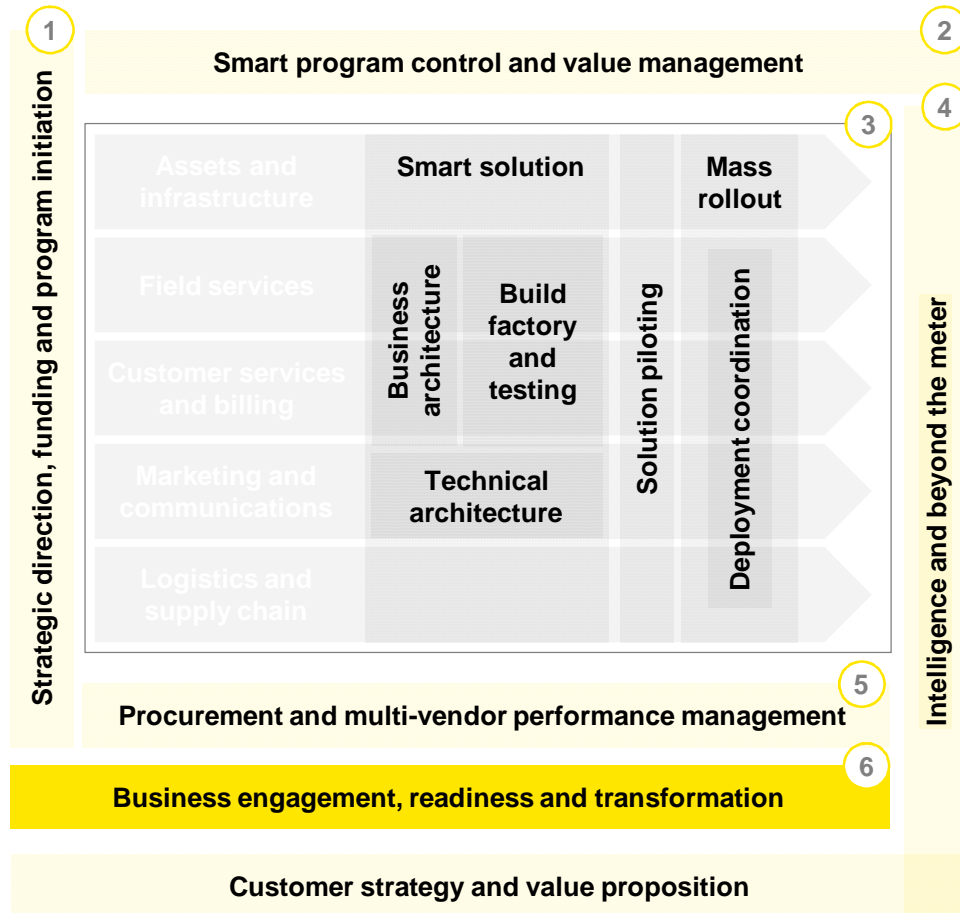 1
Strategic direction, funding and program initiation
2
Smart program control and value management
3
4
Assets and
infrastructure
Smart solution
Mass
rollout
Field services
Customer services
and billing
Marketing and
communications
Logistics and
supply chain
Business
architecture
Build
factory
and
testing
Technical
architecture
Solution piloting
Deployment coordination
Intelligence and beyond the meter
5
Procurement and multi-vendor performance management
6
Business engagement, readiness and transformation
Customer strategy and value proposition